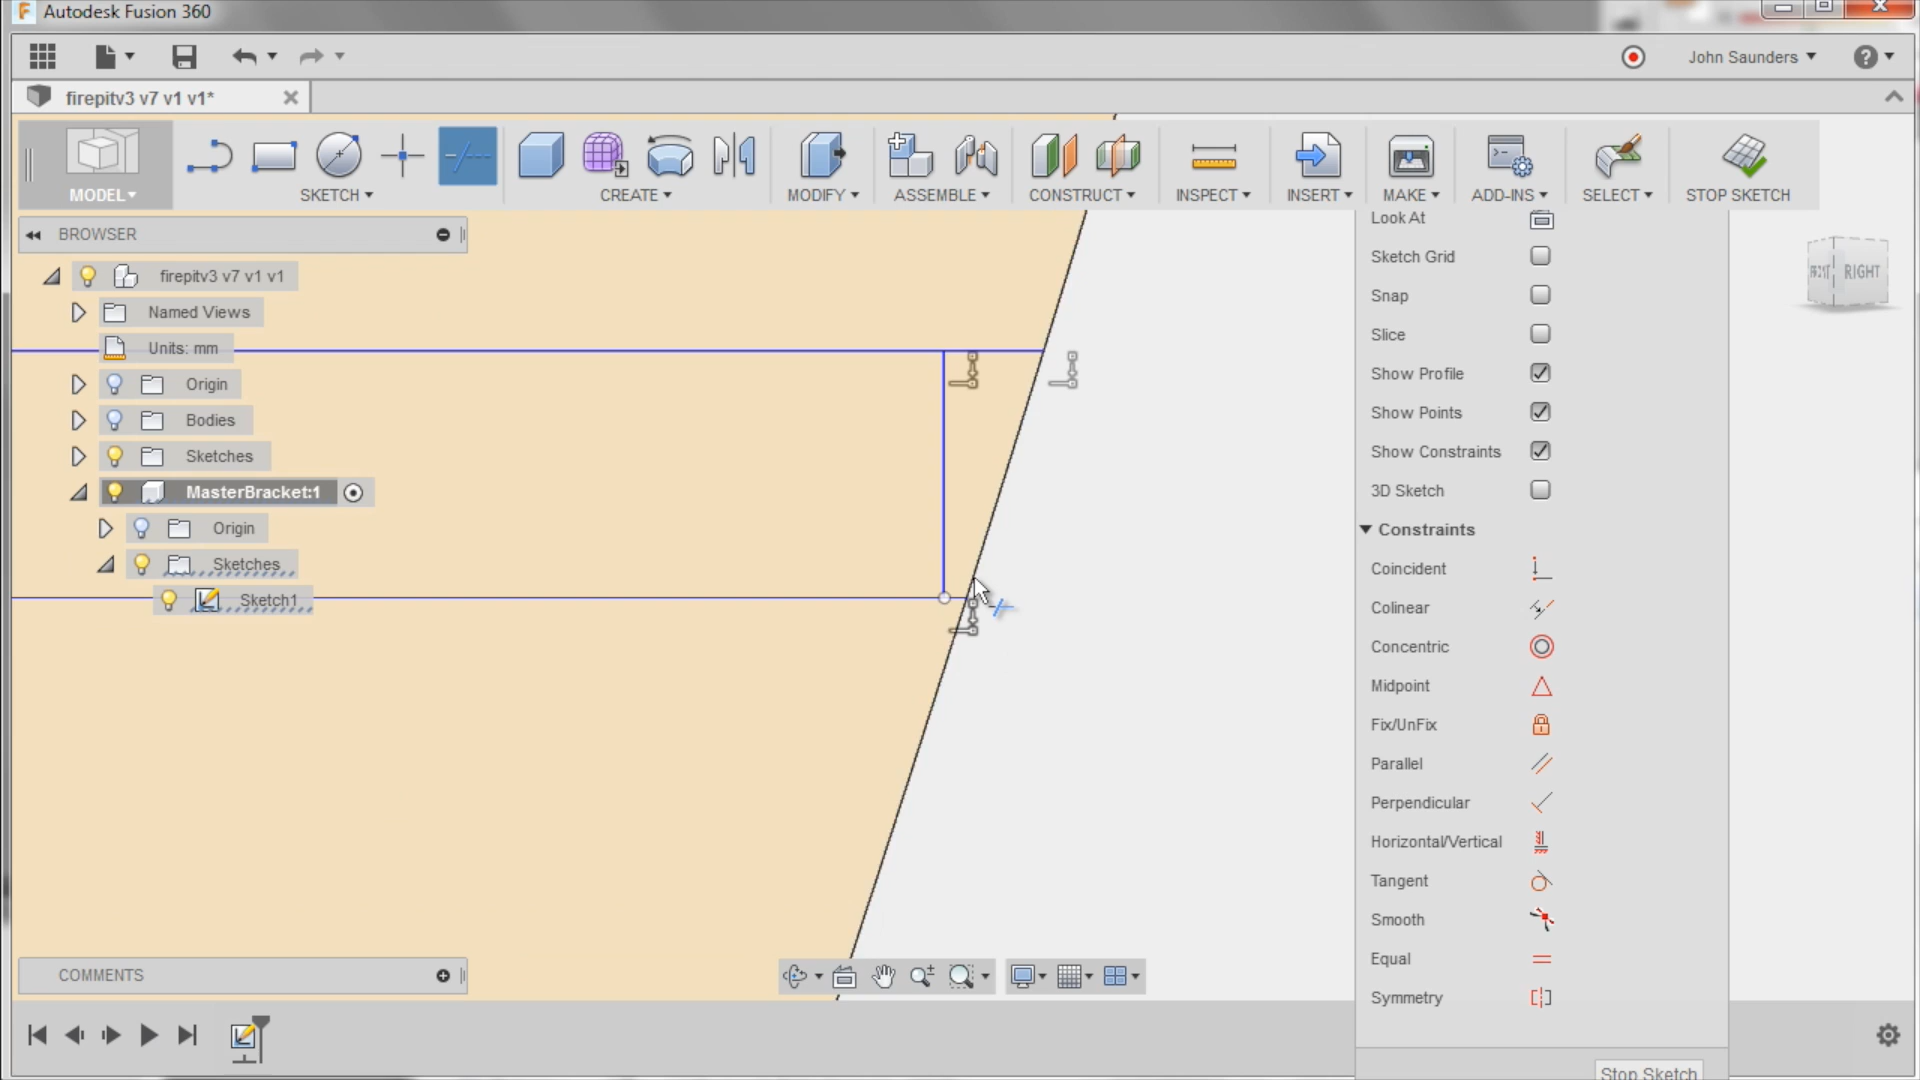 Autodesk Fusion 360
John Saunders
firepitv3 v7 v1 v1*
MODEL
SKETCH
CREATE
MODIFY
ASSEMBLE
CONSTRUCT
INSPECT
INSERT
MAKE
ADD-INS
SELECT
STOP SKETCH
BROWSER
firepitv3 v7 v1 v1
Named Views
Units: mm
Origin
Bodies
Sketches
MasterBracket:1
Origin
Sketches
Sketch1
Look At
Sketch Grid
Snap
Slice
Show Profile
Show Points
Show Constraints
3D Sketch
Constraints
Coincident
Colinear
Concentric
Midpoint
Fix/UnFix
Parallel
Perpendicular
Horizontal/Vertical
Tangent
Smooth
Equal
Symmetry
Stop Sketch
RIGHT
COMMENTS